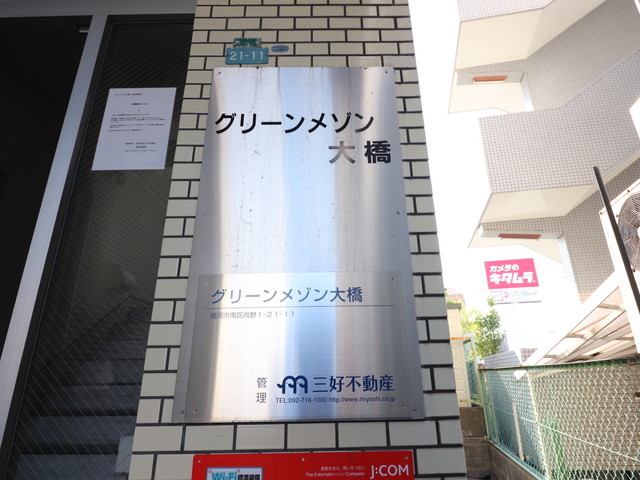 21-11
グリーンメゾン
大橋
グリーンメゾン大橋
福岡市南区向野1-21-11
管理
三好不動産
TEL:092-716-1000 http://www.miyoshi.co.jp
カメラの
キタムラ
Wi-Fi
J:COM